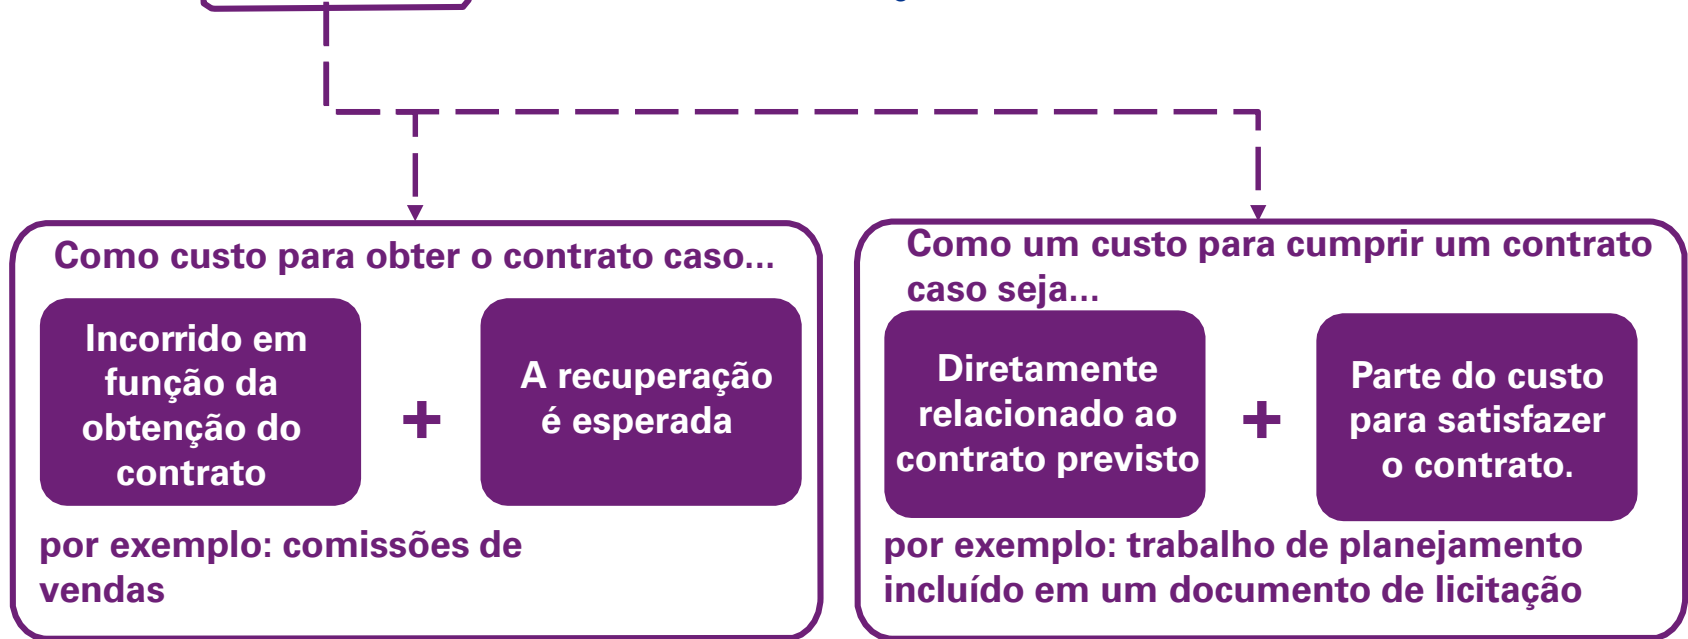 Como custo para obter o contrato caso...
Incorrido em
função da
obtenção do
contrato
+
A recuperação
é esperada
por exemplo: comissões de
vendas
Como um custo para cumprir um contrato
caso seja...
Diretamente
relacionado ao
contrato previsto
+
Parte do custo
para satisfazer
o contrato.
por exemplo: trabalho de planejamento
incluído em um documento de licitação